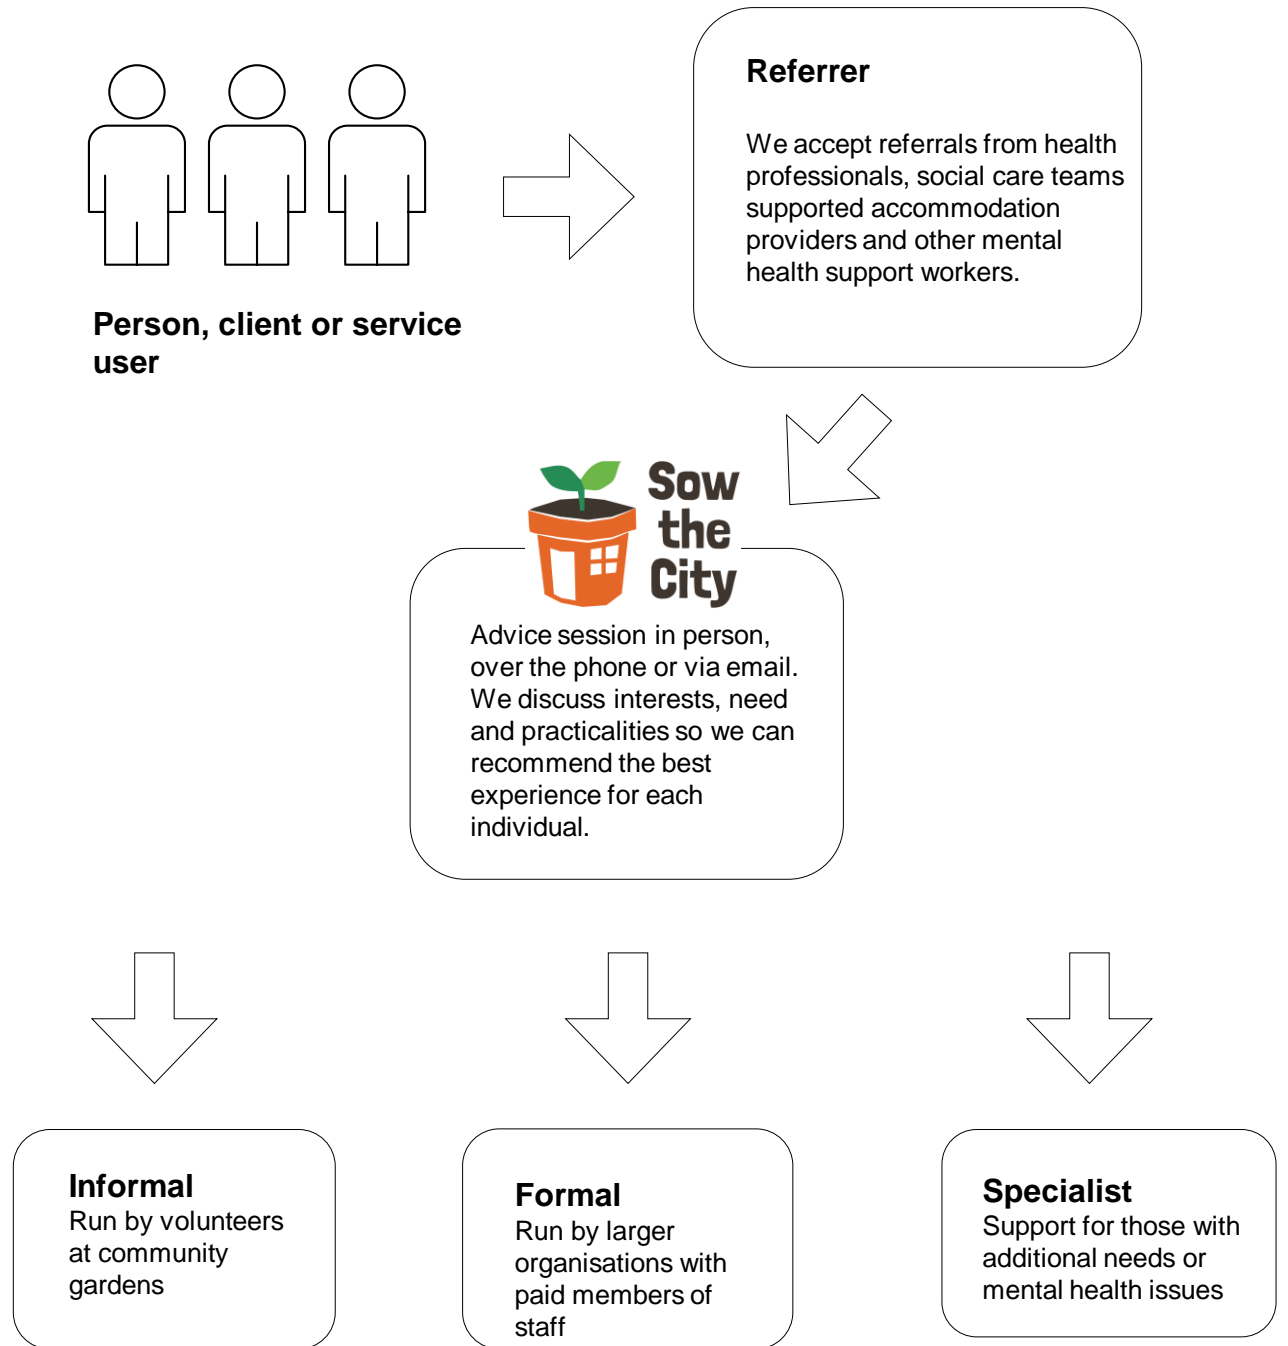 Referrer
We accept referrals from health
professionals, social care teams
supported accommodation
providers and other mental
health support workers.
Person, client or service
user
Sow
the
City
Advice session in person,
over the phone or via email.
We discuss interests, need
and practicalities so we can
recommend the best
experience for each
individual.
Informal
Run by volunteers
at community
gardens
Formal
Run by larger
organisations with
paid members of
staff
Specialist
Support for those with
additional needs or
mental health issues